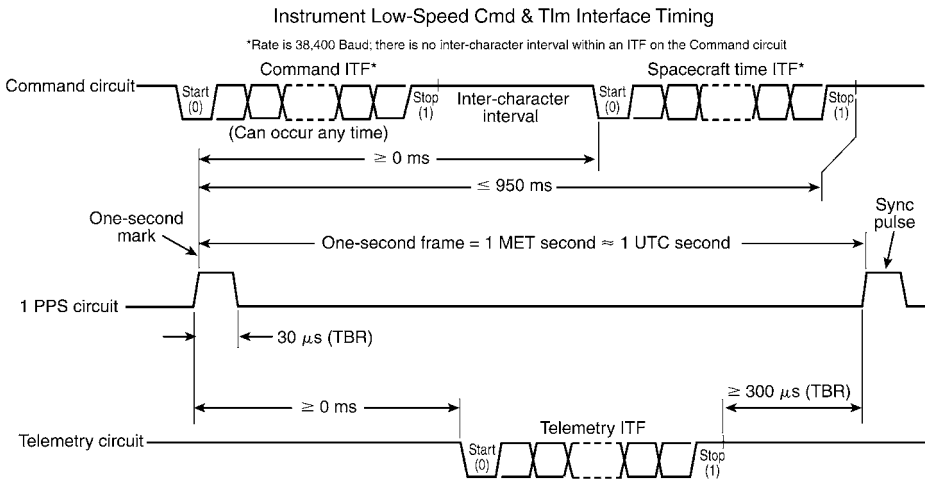 Instrument Low-Speed Cmd & Tlm Interface Timing
*Rate is 38,400 Baud; there is no inter-character interval within an ITF on the Command circuit
Command ITF*
Spacecraft time ITF*
Command circuit
Start
(0)
Stop
(1)
Inter-character
interval
Start
(0)
Stop
(1)
(Can occur any time)
≥ 0 ms
≤ 950 ms
One-second
mark
One-second frame = 1 MET second ≈ 1 UTC second
Sync
pulse
1 PPS circuit
30 μs (TBR)
≥ 0 ms
≥ 300 μs (TBR)
Telemetry circuit
Start
(0)
Telemetry ITF
Stop
(1)